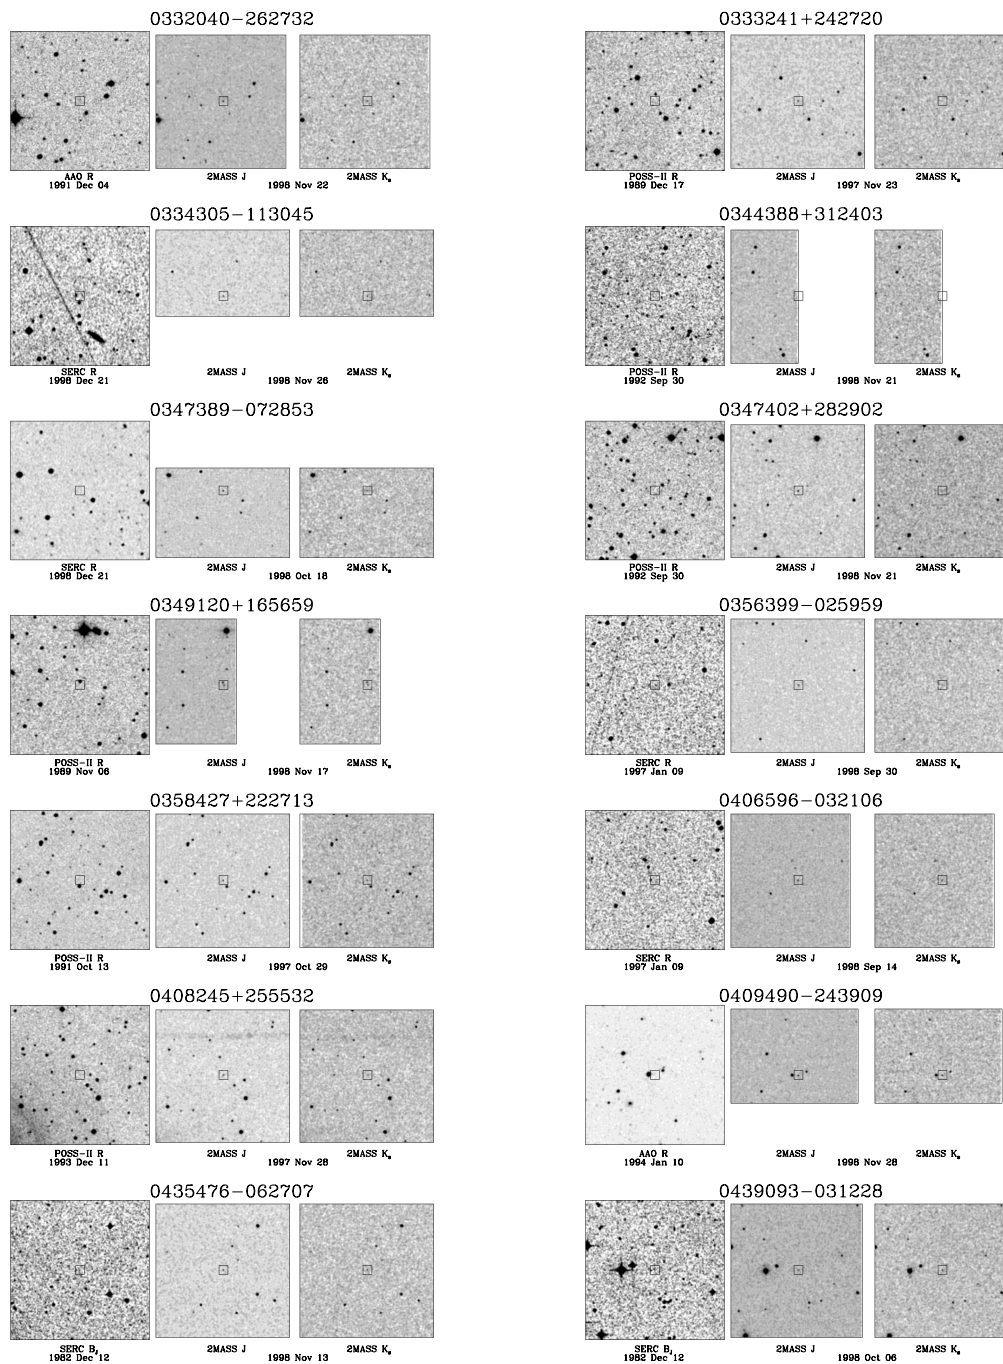 0332040−262732
AAO R
1991 Dec 04
2MASS J
1998 Nov 22
2MASS Ks
0333241+242720
POSS−II R
1989 Dec 17
2MASS J
1997 Nov 23
2MASS Ks
0334305−113045
SERC R
1998 Dec 21
2MASS J
1998 Nov 26
2MASS Ks
0344388+312403
POSS−II R
1992 Sep 30
2MASS J
1998 Nov 21
2MASS Ks
0347389−072853
SERC R
1998 Dec 21
2MASS J
1998 Oct 18
2MASS Ks
0347402+282902
POSS−II R
1992 Sep 30
2MASS J
1998 Nov 21
2MASS Ks
0349120+165659
POSS−II R
1989 Nov 06
2MASS J
1998 Nov 17
2MASS Ks
0356399−025959
SERC R
1997 Jan 09
2MASS J
1998 Sep 30
2MASS Ks
0358427+222713
POSS−II R
1991 Oct 13
2MASS J
1997 Oct 29
2MASS Ks
0406596−032106
SERC R
1997 Jan 09
2MASS J
1998 Sep 14
2MASS Ks
0408245+255532
POSS−II R
1993 Dec 11
2MASS J
1997 Nov 28
2MASS Ks
0409490−243909
AAO R
1994 Jan 10
2MASS J
1998 Nov 28
2MASS Ks
0435476−062707
SERC BJ
1982 Dec 12
2MASS J
1998 Nov 13
2MASS Ks
0439093−031228
SERC BJ
1982 Dec 12
2MASS J
1998 Oct 06
2MASS Ks